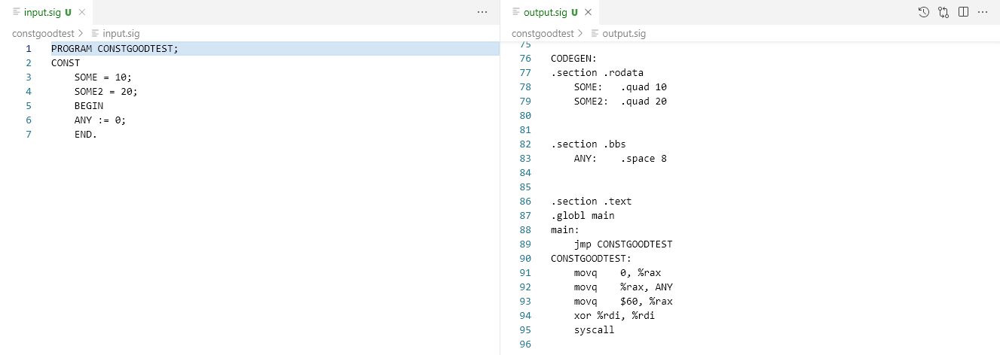 input.sig U
constgoodtest > input.sig
1 PROGRAM CONSTGOODTEST;
2 CONST
3 SOME = 10;
4 SOME2 = 20;
5 BEGIN
6 ANY := 0;
7 END.
output.sig U
constgoodtest > output.sig
75
76 CODEGEN:
77 .section .rodata
78 SOME: .quad 10
79 SOME2: .quad 20
80
81
82 .section .bbs
83 ANY: .space 8
84
85
86 .section .text
87 .globl main
88 main:
89 jmp CONSTGOODTEST
90 CONSTGOODTEST:
91 movq 0, %rax
92 movq %rax, ANY
93 movq $60, %rax
94 xor %rdi, %rdi
95 syscall
96